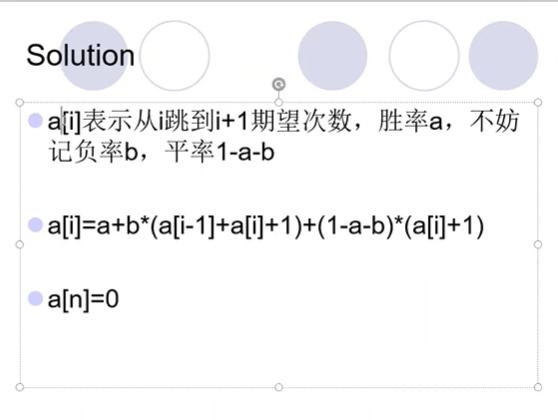 Solution
a[i]表示从i跳到i+1期望次数，胜率a，不妨
记负率b，平率1-a-b
a[i]=a+b*(a[i-1]+a[i]+1)+(1-a-b)*(a[i]+1)
a[n]=0